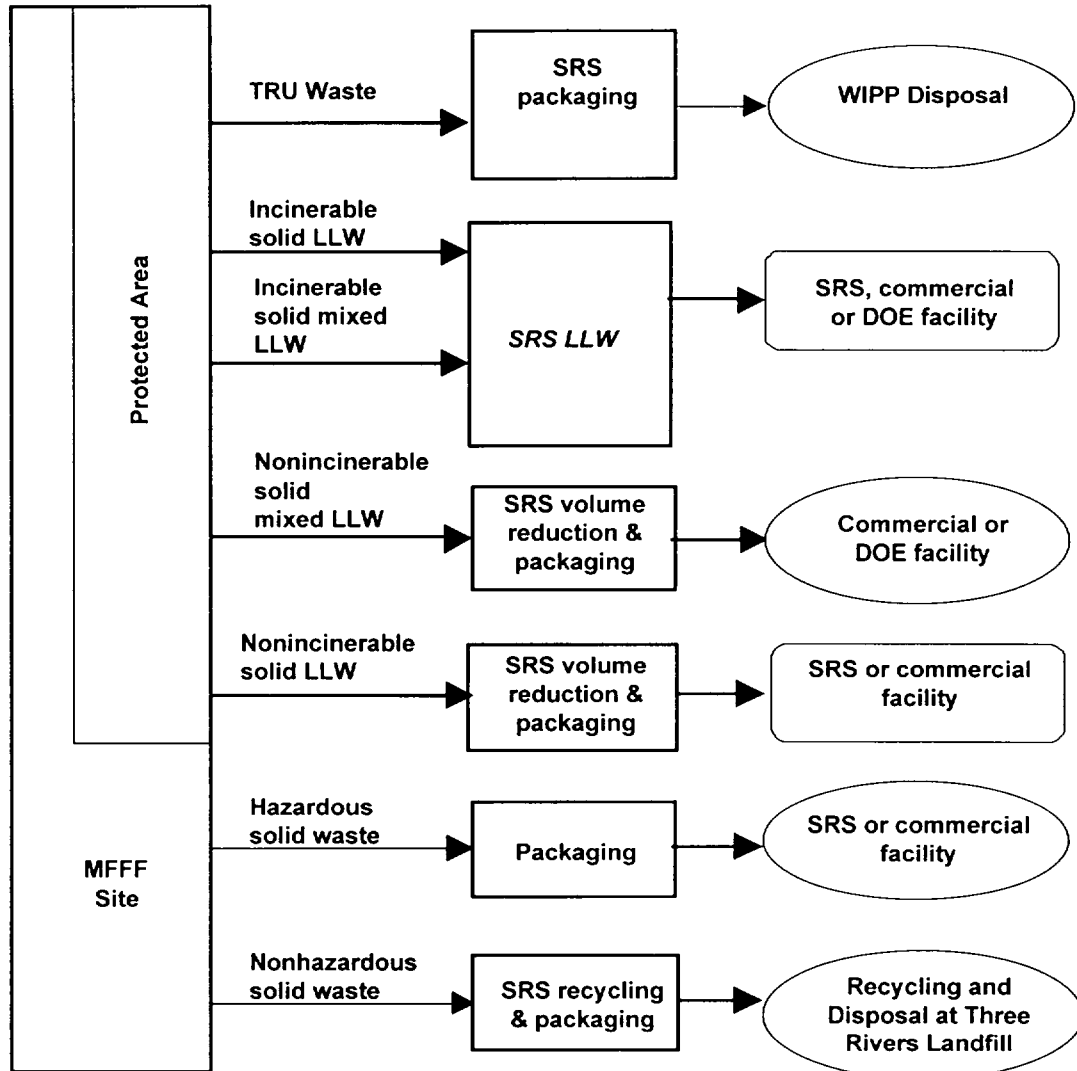 TRU Waste
SRS
packaging
WIPP Disposal
Protected Area
Incinerable
solid LLW
Incinerable
solid mixed
LLW
SRS LLW
SRS, commercial
or DOE facility
Nonincinerable
solid
mixed LLW
SRS volume
reduction &
packaging
Commercial or
DOE facility
Nonincinerable
solid LLW
SRS volume
reduction &
packaging
SRS or commercial
facility
MFFF
Site
Hazardous
solid waste
Packaging
SRS or commercial
facility
Nonhazardous
solid waste
SRS recycling
& packaging
Recycling and
Disposal at Three
Rivers Landfill